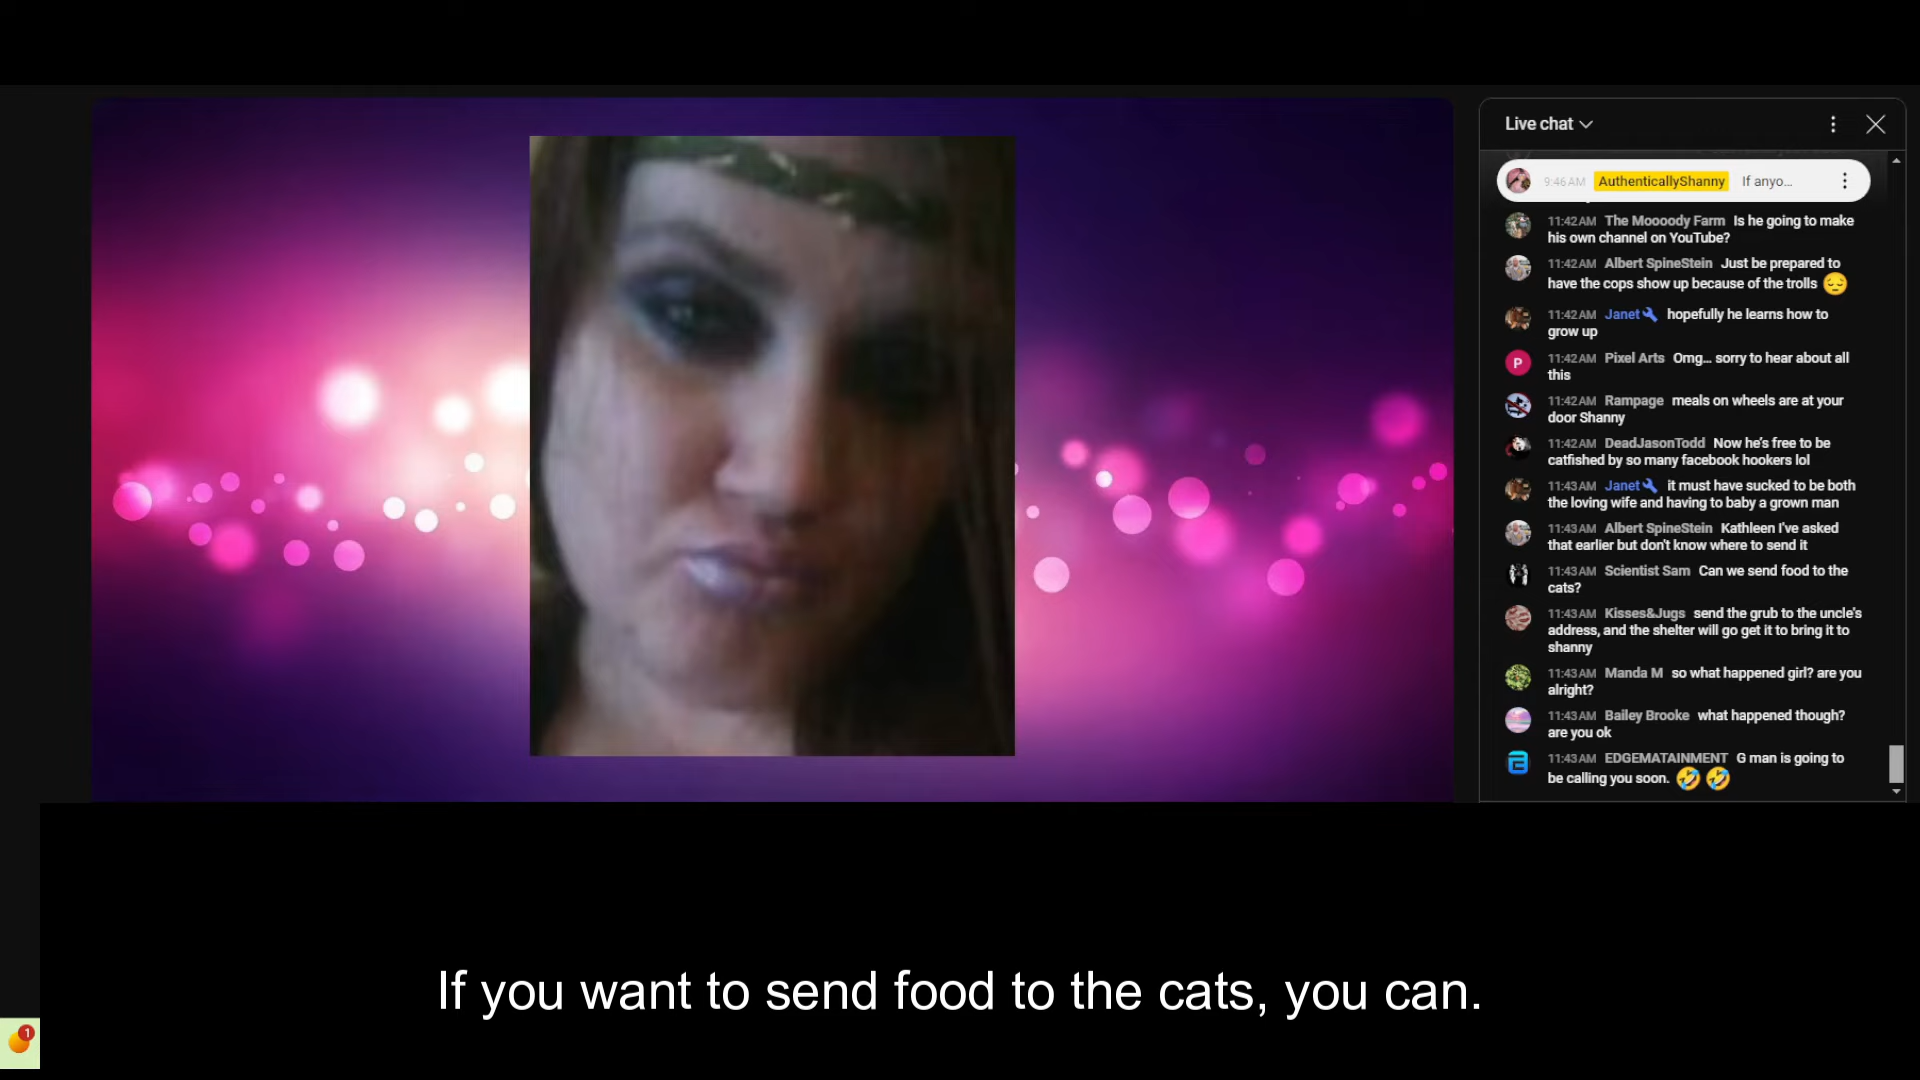 Live chat
9:46 AM AuthenticallyShanny If anyo...
11:42 AM The Moooody Farm Is he going to make
his own channel on YouTube?
11:42 AM Albert SpineStein Just be prepared to
have the cops show up because of the trolls 😔
11:42 AM Janet hopefully he learns how to
grow up
P
11:42 AM Pixel Arts Omg... sorry to hear about all
this
11:42 AM Rampage meals on wheels are at your
door Shanny
11:42 AM DeadJasonTodd Now he's free to be
catfished by so many facebook hookers lol
11:43 AM Janet it must have sucked to be both
the loving wife and having to baby a grown man
11:43 AM Albert SpineStein Kathleen I've asked
that earlier but don't know where to send it
11:43 AM Scientist Sam Can we send food to the
cats?
11:43 AM Kisses&Jugs send the grub to the uncle's
address, and the shelter will go get it to bring it to
shanny
11:43 AM Manda M so what happened girl? are you
alright?
11:43 AM Bailey Brooke what happened though?
are you ok
11:43 AM EDGEMATAINMENT G man is going to
be calling you soon. 🤣 🤣
If you want to send food to the cats, you can.
1